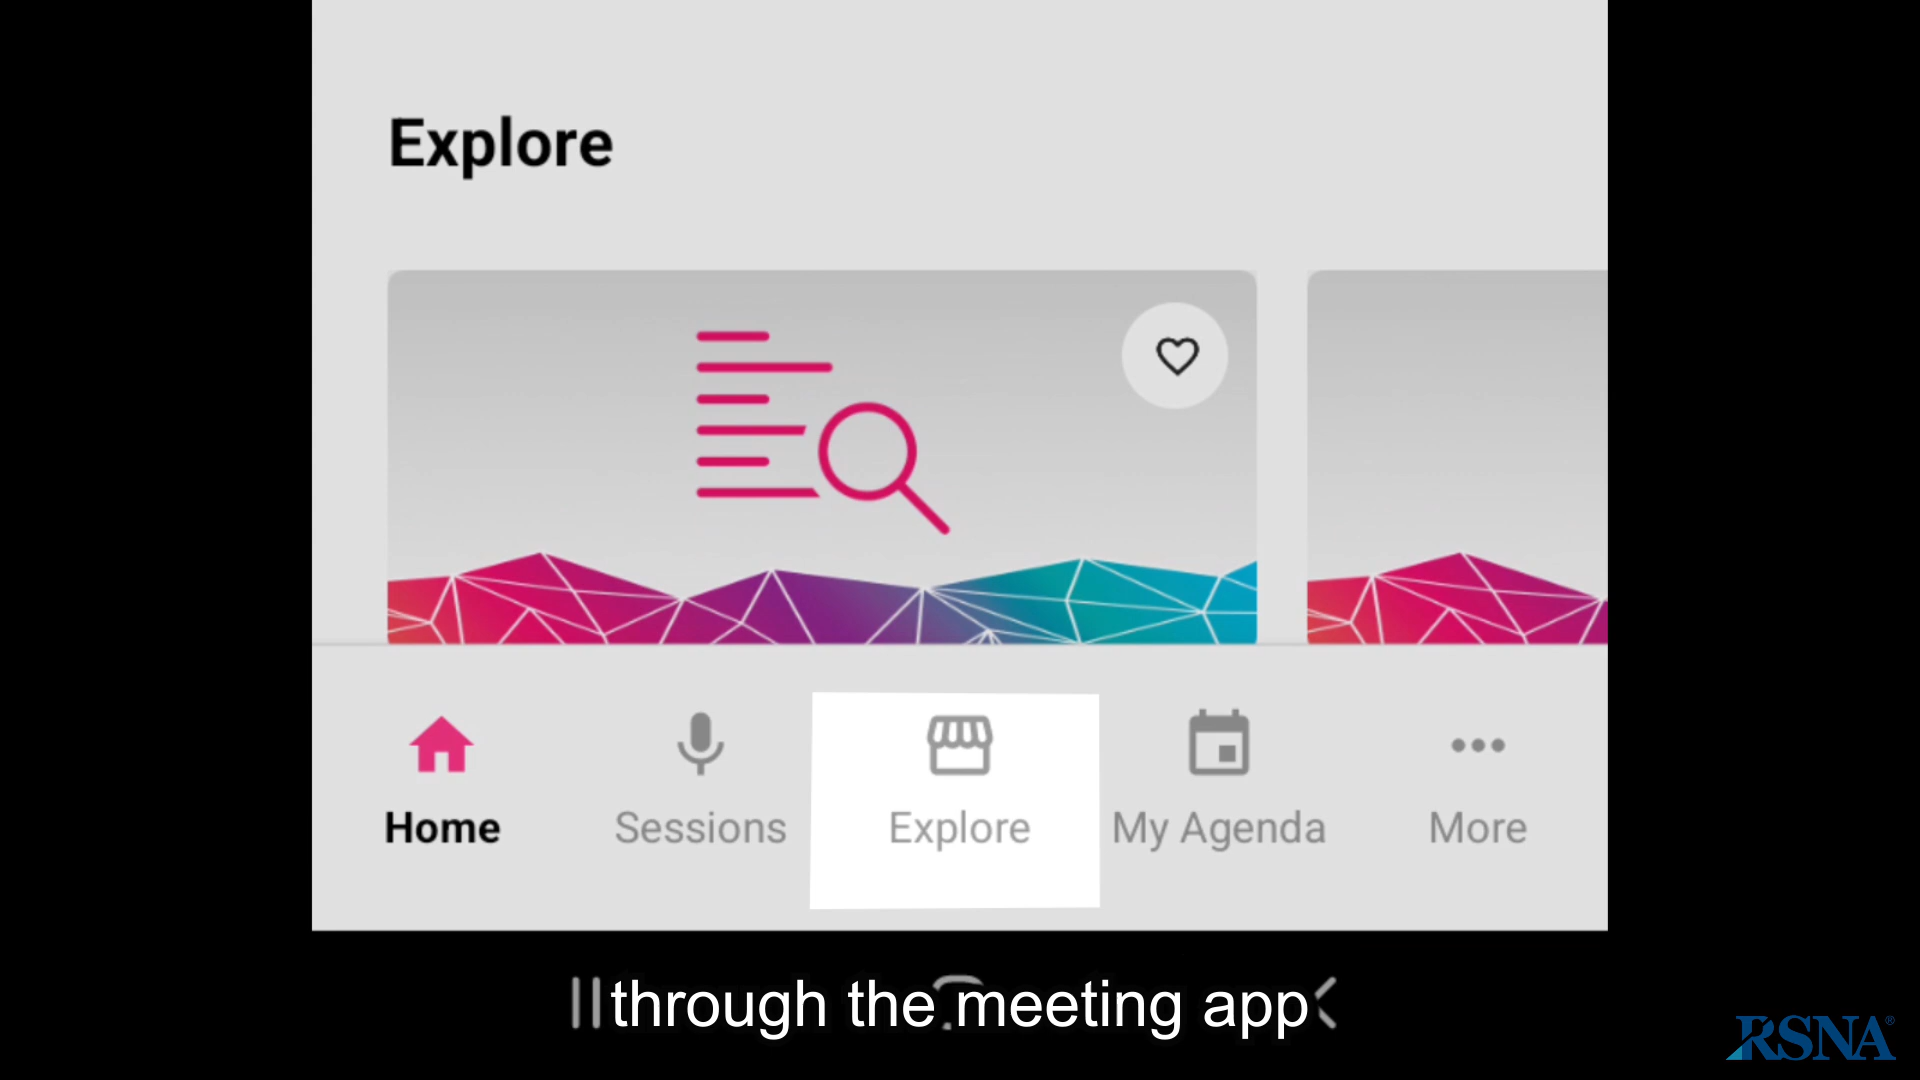 Explore
Home
Sessions
Explore
My Agenda
More
through the meeting app
RSNA®